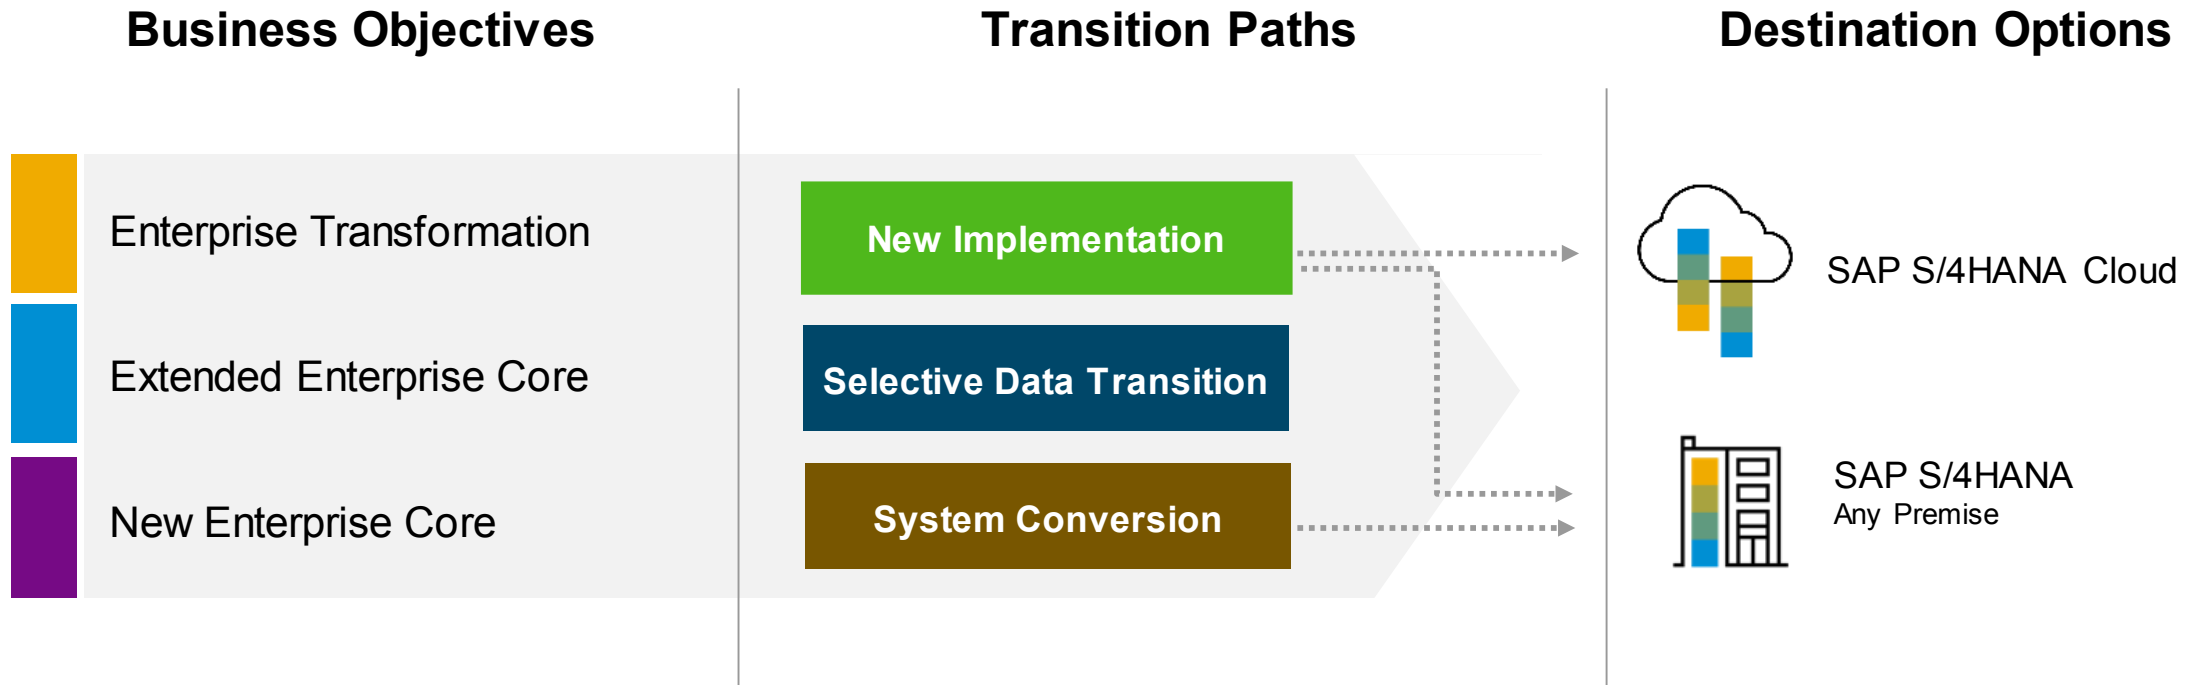 Business Objectives
Transition Paths
Destination Options
Enterprise Transformation
New Implementation
SAP S/4HANA Cloud
Extended Enterprise Core
Selective Data Transition
New Enterprise Core
System Conversion
SAP S/4HANA
Any Premise